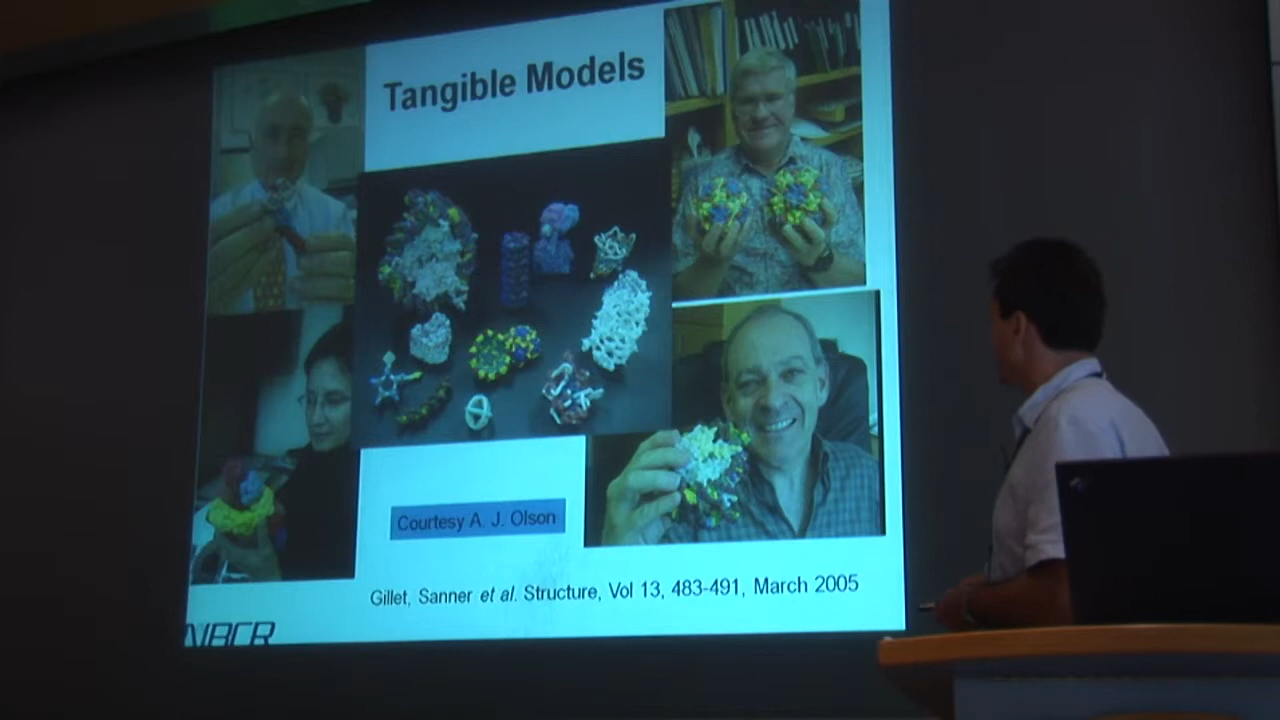 Tangible Models
Courtesy A. J. Olson
Gillet, Sanner et al. Structure, Vol 13, 483-491, March 2005
NBCR